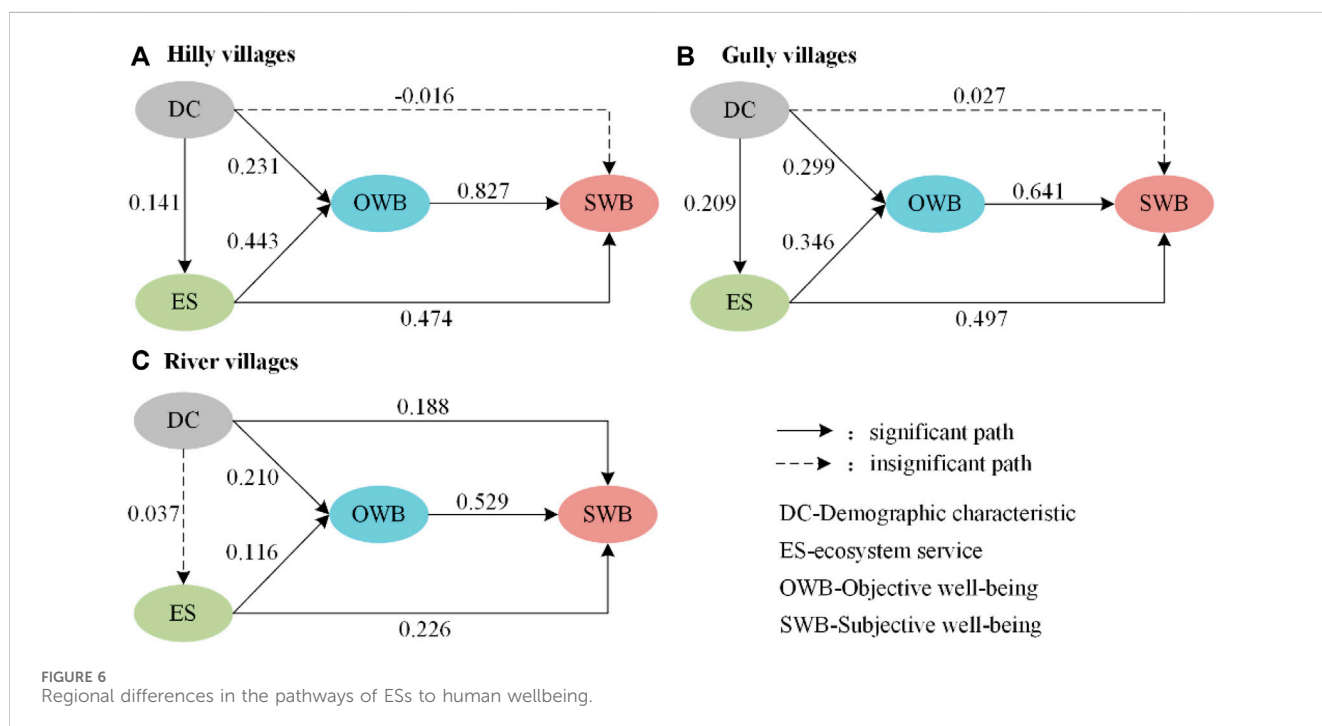 A Hilly villages
DC
-0.016
0.231
0.141
OWB
0.827
SWB
0.443
ES
0.474
B Gully villages
DC
0.027
0.299
0.209
OWB
0.641
SWB
0.346
ES
0.497
C River villages
DC
0.188
0.210
0.037
OWB
0.529
SWB
0.116
ES
0.226
: significant path
: insignificant path
DC-Demographic characteristic
ES-ecosystem service
OWB-Objective well-being
SWB-Subjective well-being
FIGURE 6
Regional differences in the pathways of ESs to human wellbeing.